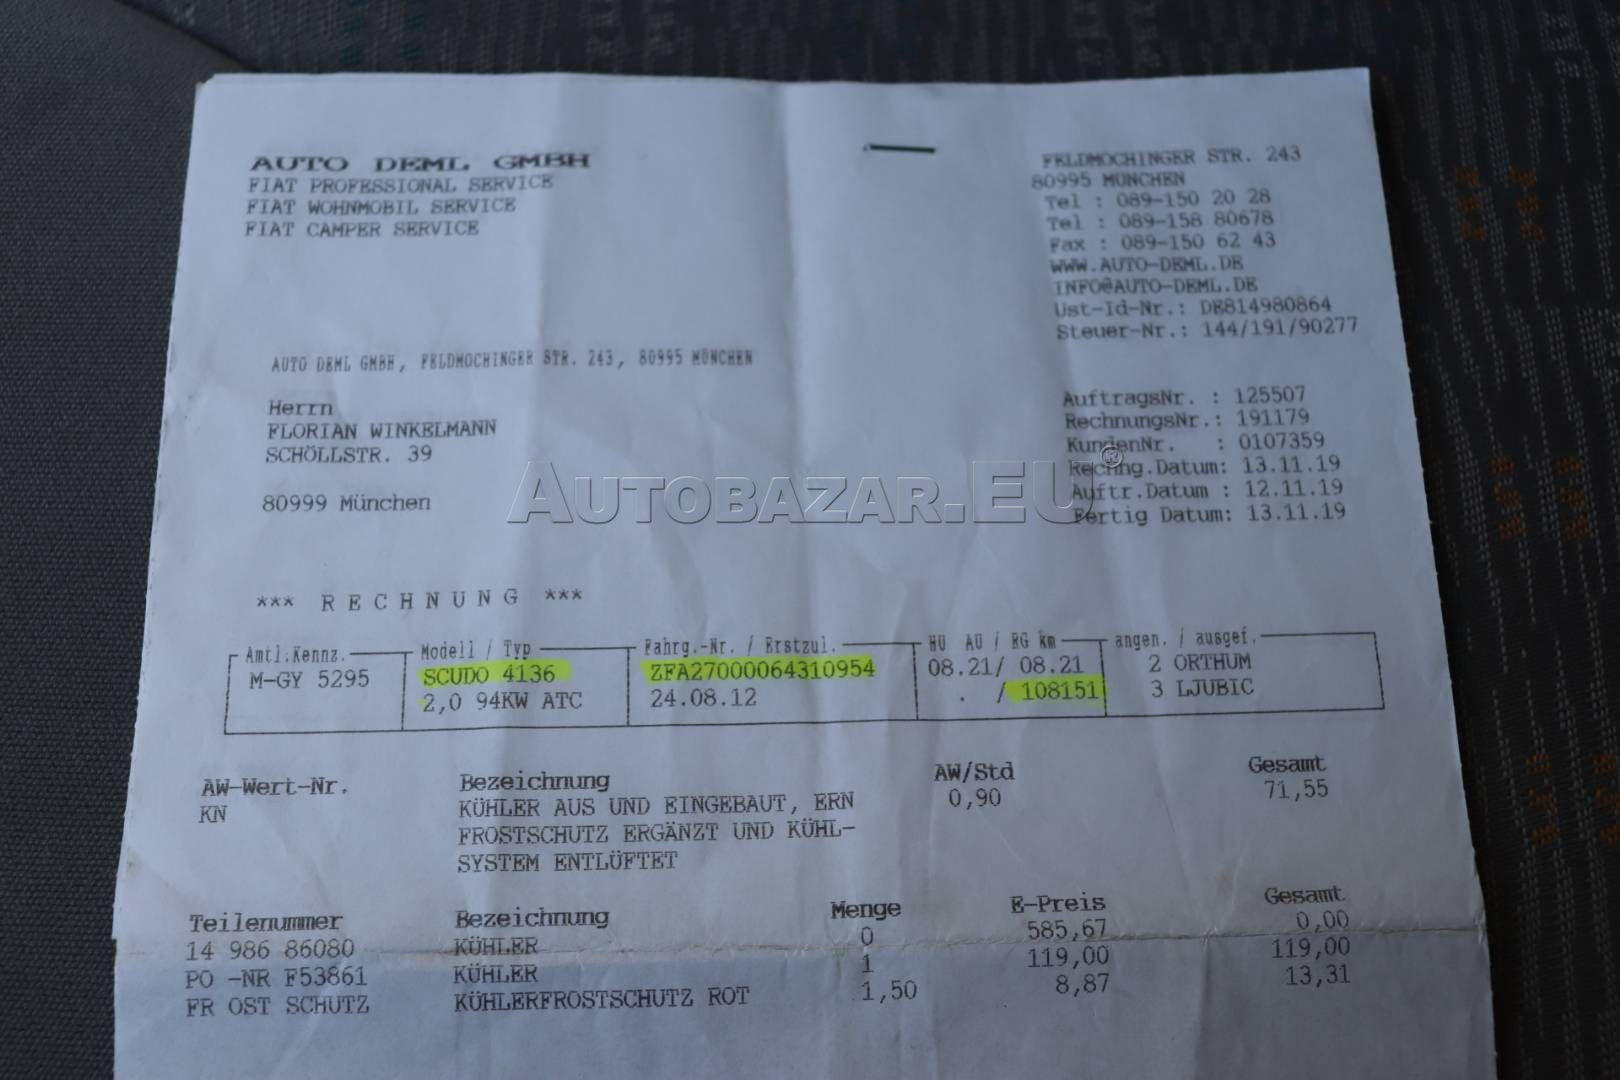 AUTO DEML GMBH
FIAT PROFESSIONAL SERVICE
FIAT WOHNMOBIL SERVICE
FIAT CAMPER SERVICE
FELDMOCHINGER STR. 243
80995 MÜNCHEN
Tel : 089-150 20 28
Tel : 089-158 80678
Fax : 089-150 62 43
WWW.AUTO-DEML.DE
INFO@AUTO-DEML.DE
Ust-Id-Nr.: DE814980864
Steuer-Nr.: 144/191/90277
AUTO DEML GMBH, FELDMOCHINGER STR. 243, 80995 MÜNCHEN
Herrn
FLORIAN WINKELMANN
SCHÖLLSTR. 39
80999 München
AuftragsNr. : 125507
RechnungsNr.: 191179
KundenNr. : 0107359
Rechng.Datum: 13.11.19
Auftr.Datum : 12.11.19
Fertig Datum: 13.11.19
AUTOBAZAR.EU®
*** R E C H N U N G ***
Amtl.Kennz. Modell / Typ Fahrg.-Nr. / Erstzul. HU AU / RG km angen. / ausgef.
M-GY 5295 SCUDO 4136 ZFA27000064310954 08.21/ 08.21 2 ORTHUM
2,0 94KW ATC 24.08.12 . / 108151 3 LJUBIC
AW-Wert-Nr. Bezeichnung AW/Std Gesamt
KN KÜHLER AUS UND EINGEBAUT, ERN 0,90 71,55
FROSTSCHUTZ ERGÄNZT UND KÜHL-
SYSTEM ENTLÜFTET
Teilenummer Bezeichnung Menge E-Preis Gesamt
14 986 86080 KÜHLER 0 585,67 0,00
PO -NR F53861 KÜHLER 1 119,00 119,00
FR OST SCHUTZ KÜHLERFROSTSCHUTZ ROT 1,50 8,87 13,31